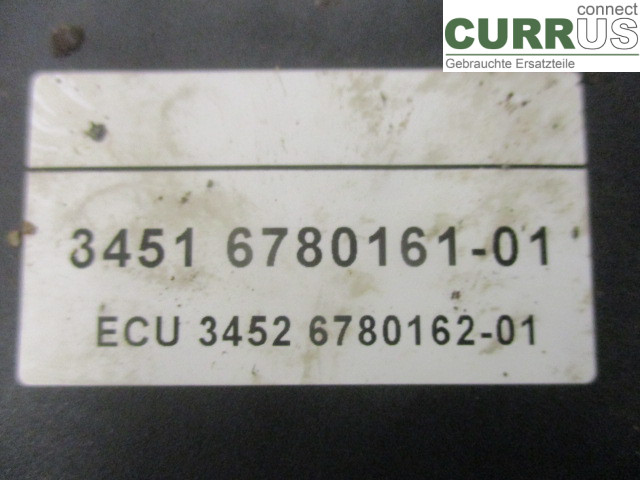 connect
CURRUS
Gebrauchte Ersatzteile
3451 6780161-01
ECU 3452 6780162-01